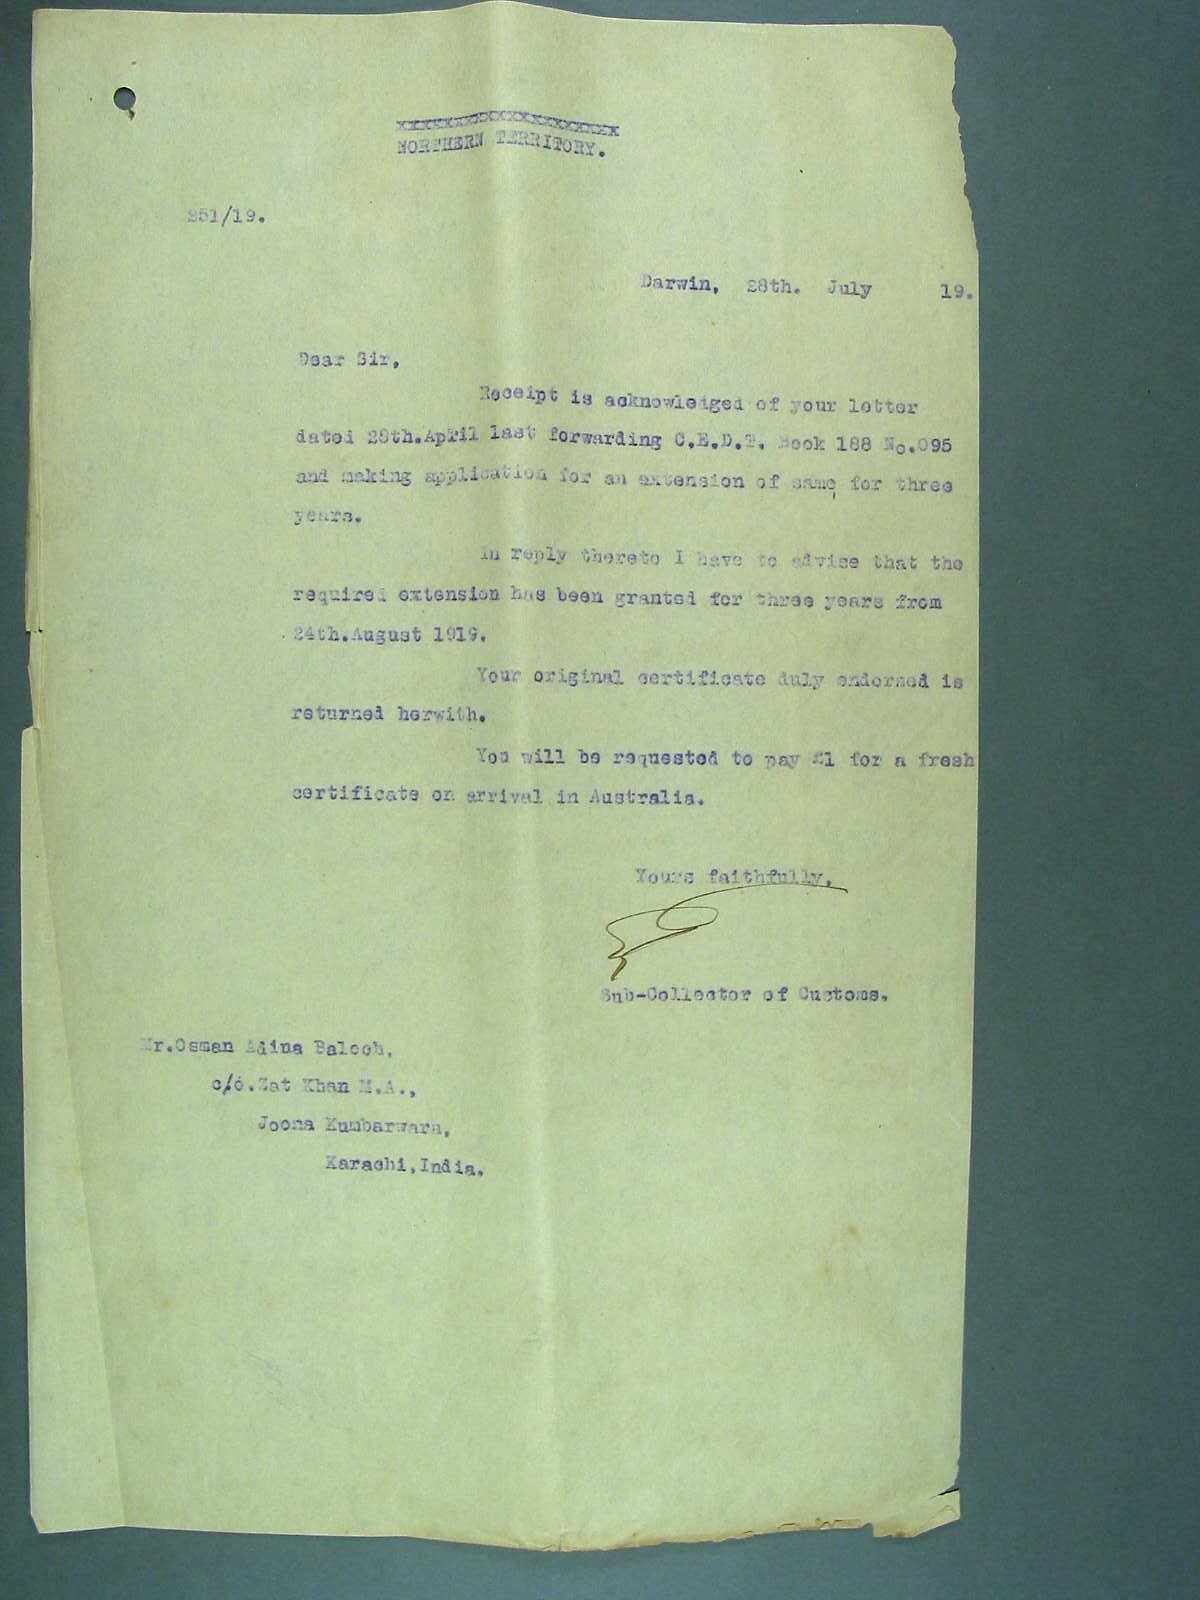 XXXXXXXXXXXXXXXXXXX
NORTHERN TERRITORY.
251/19.
Darwin, 28th. July 19.
Dear Sir,
Receipt is acknowledged of your letter
dated 28th.April last forwarding C.E.D.T. Book 188 No.095
and making application for an extension of same for three
years.
In reply thereto I have to advise that the
required extension has been granted for three years from
24th.August 1919.
Your original certificate duly endorsed is
returned herwith.
You will be requested to pay £1 for a fresh
certificate on arrival in Australia.
Yours faithfully,
Sub-Collector of Customs.
Mr.Osman Adina Baloch,
c/o.Zat Khan M.A.,
Joona Kumbarwara,
Karachi,India.